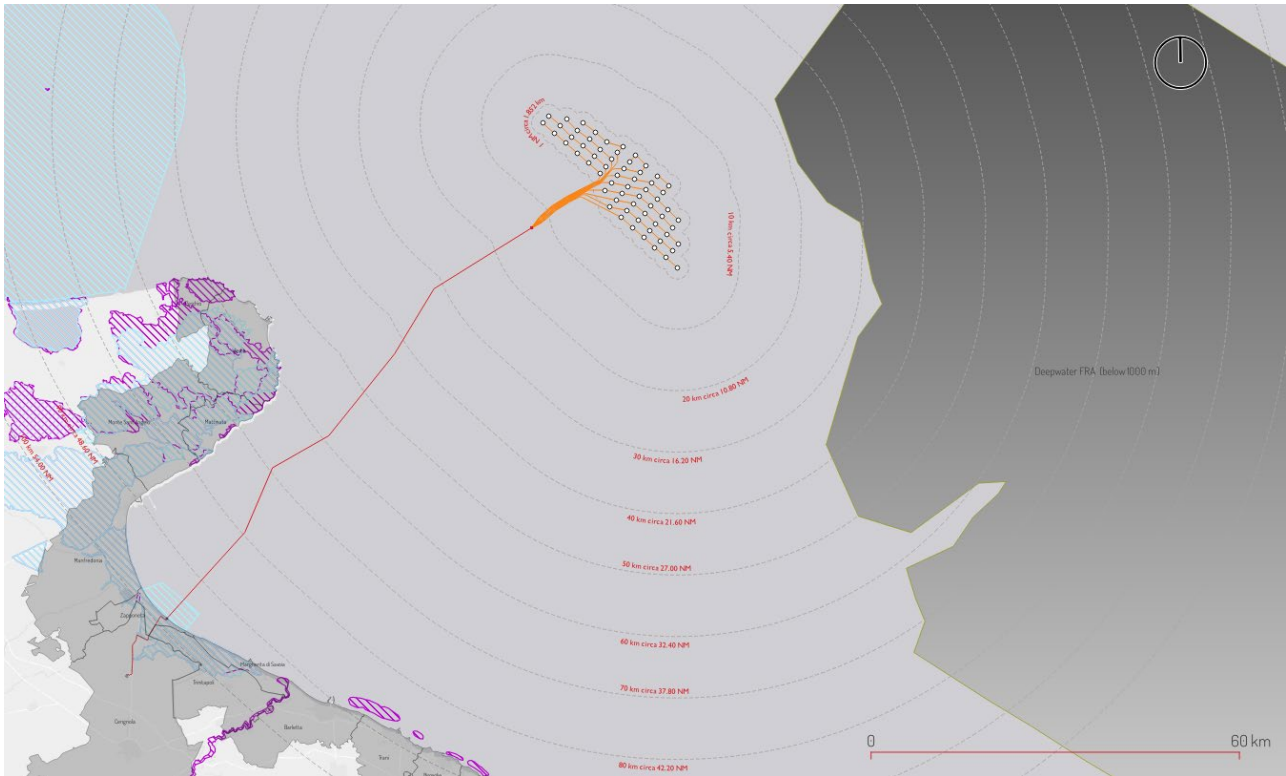 1 NM circa 1.852 km
10 km circa 5.40 NM
Deepwater FRA (below 1000 m)
20 km circa 10.80 NM
Monte Sant'Angelo
Mattinata
30 km circa 16.20 NM
40 km circa 21.60 NM
50 km circa 27.00 NM
Manfredonia
Zapponeta
60 km circa 32.40 NM
Margherita di Savoia
Trinitapoli
70 km circa 37.80 NM
Cerignola
Barletta
Trani
80 km circa 42.20 NM
0
60 km